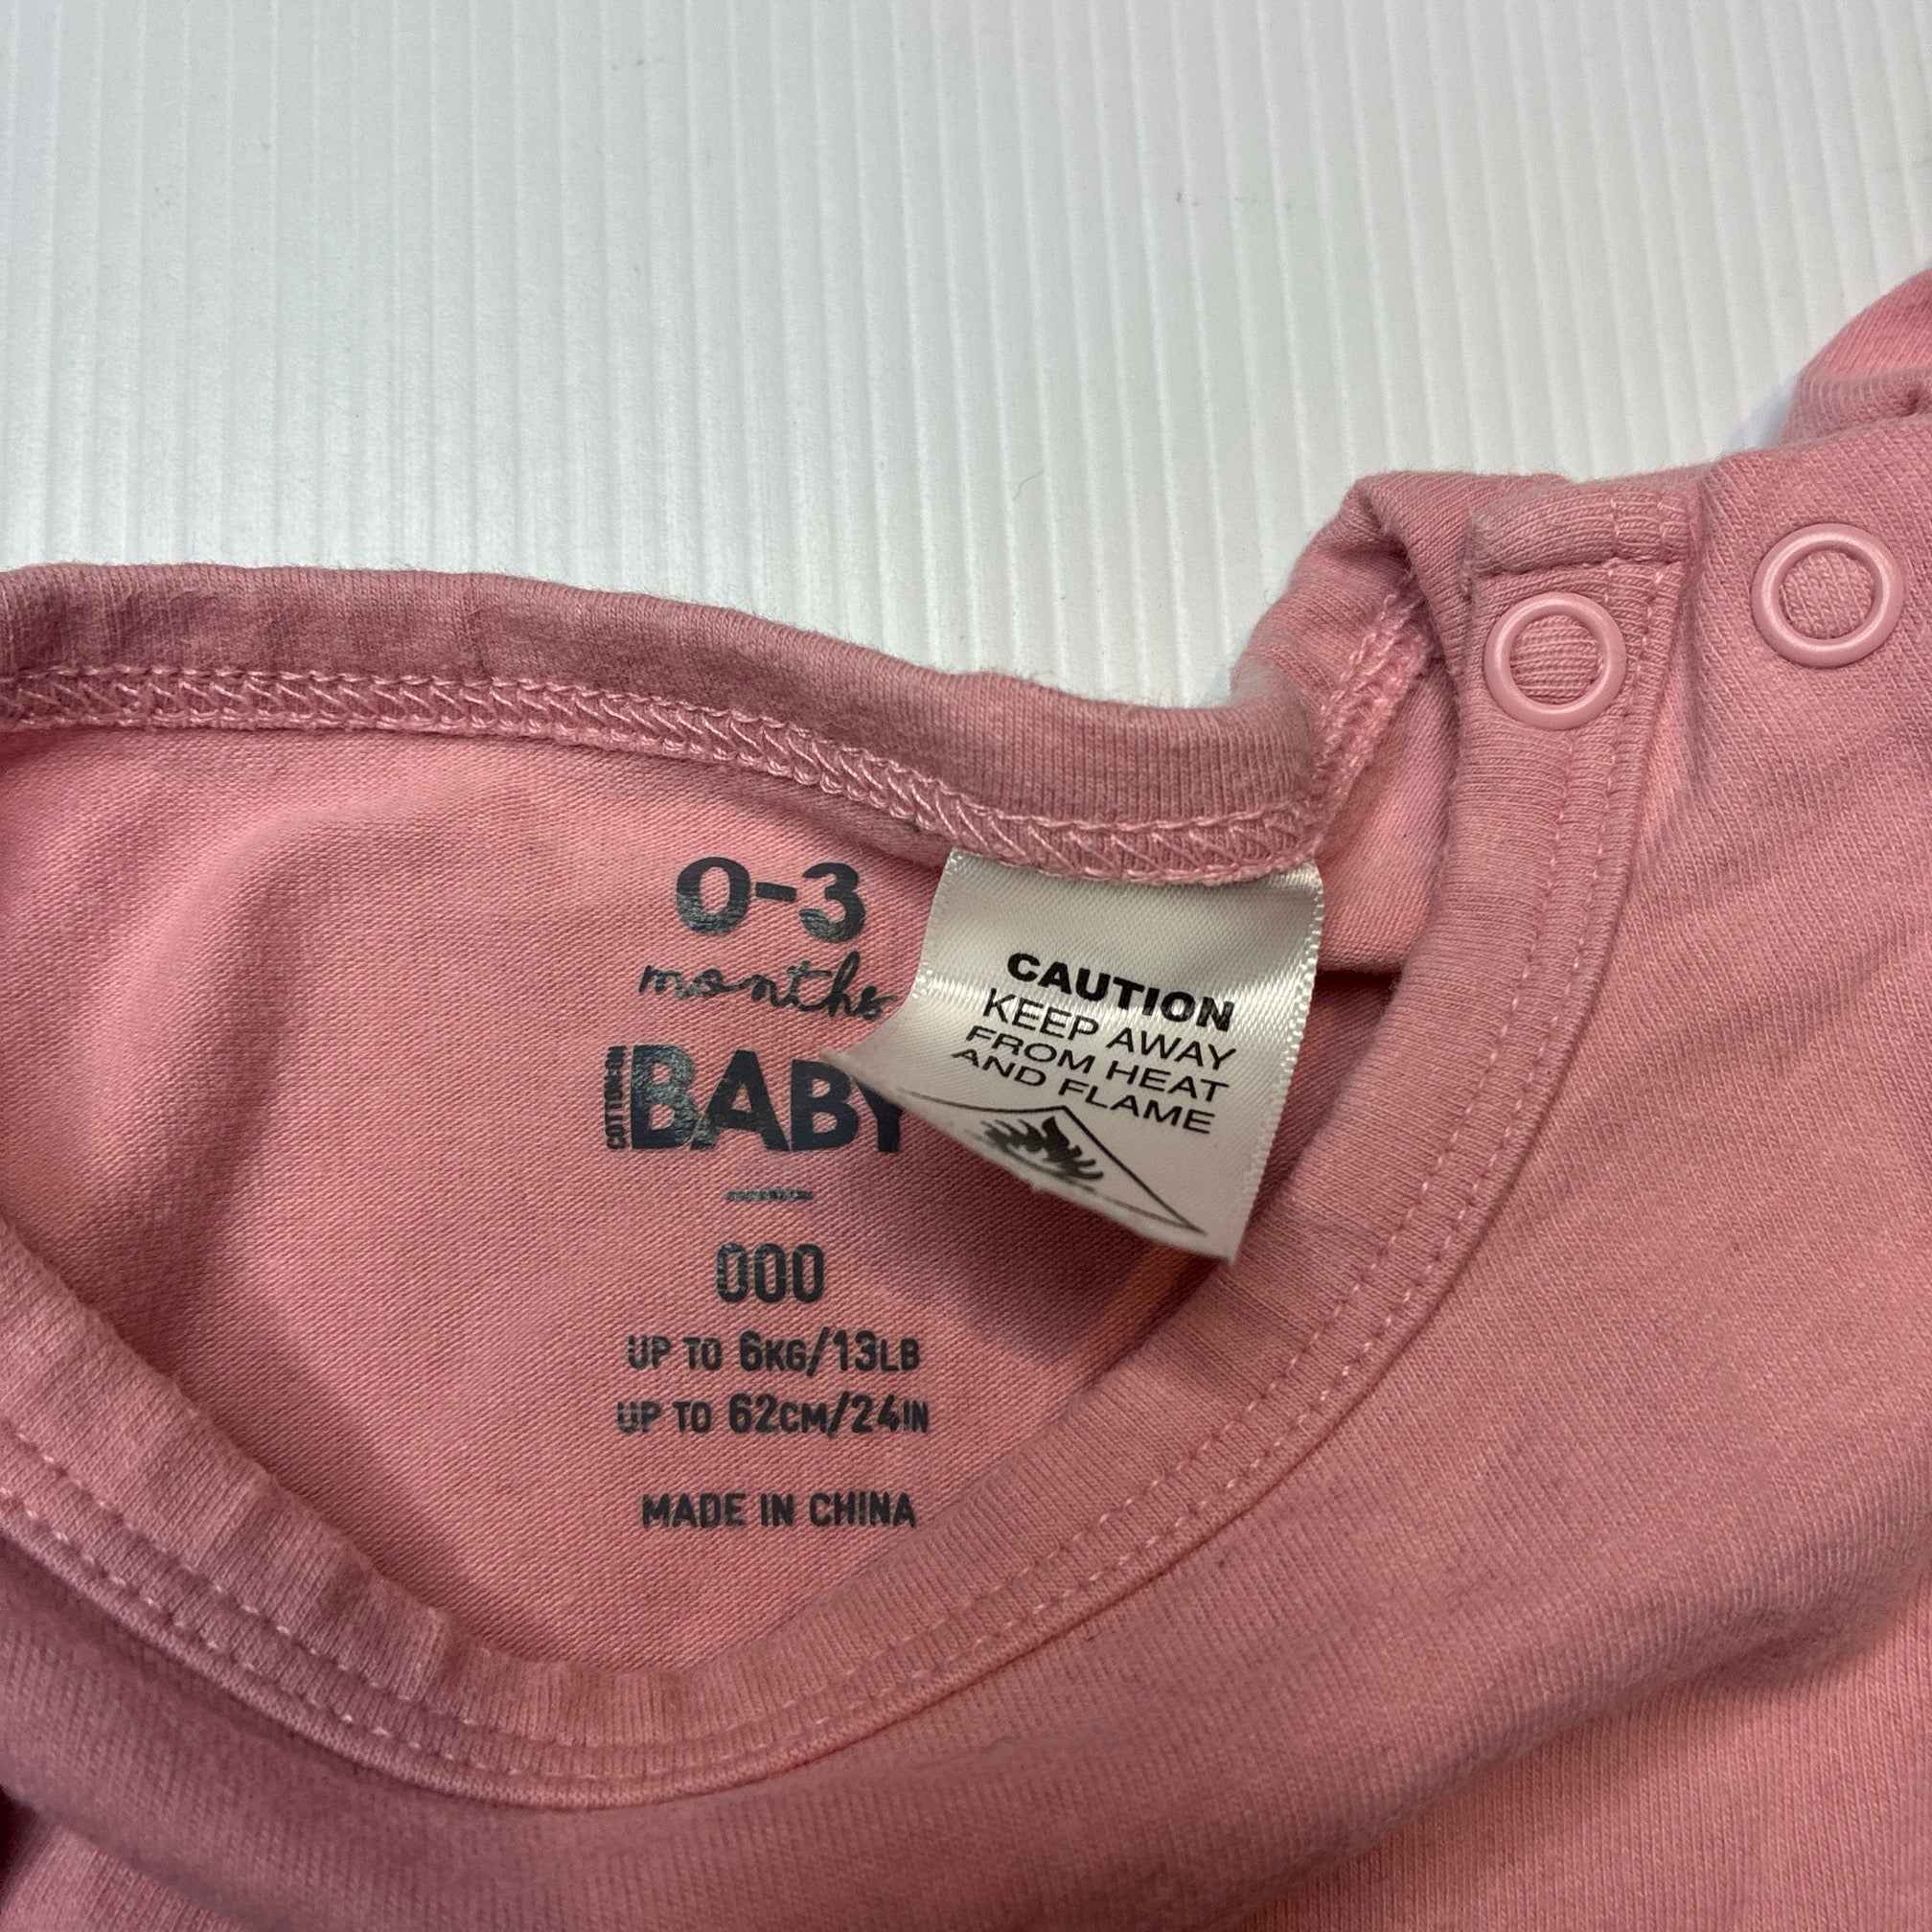 0-3
months
COTTON:ON
BABY
000
UP TO 6KG/13LB
UP TO 62CM/24IN
MADE IN CHINA
CAUTION
KEEP AWAY
FROM HEAT
AND FLAME